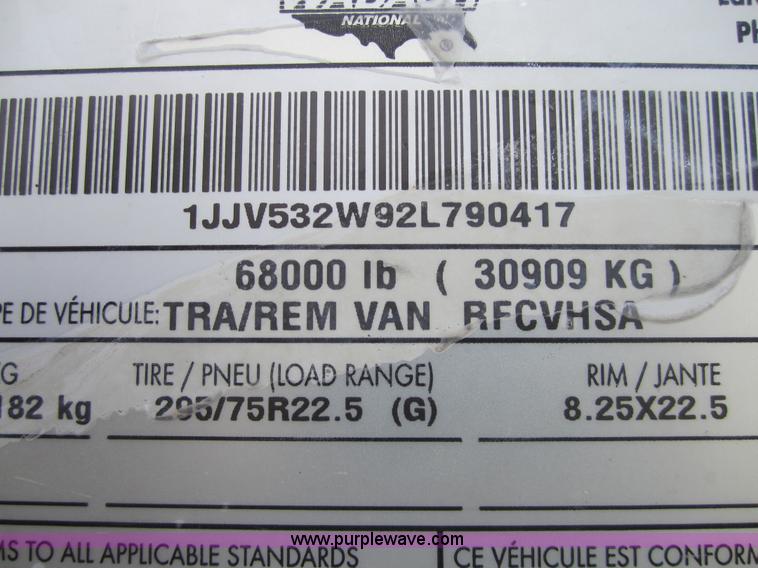 NATIONAL
Ph
1JJV532W92L790417
68000 lb ( 30909 KG )
PE DE VÉHICULE: TRA/REM VAN RFCVHSA
G TIRE / PNEU (LOAD RANGE) RIM / JANTE
182 kg 295/75R22.5 (G) 8.25X22.5
www.purplewave.com
MS TO ALL APPLICABLE STANDARDS CE VÉHICULE EST CONFORM